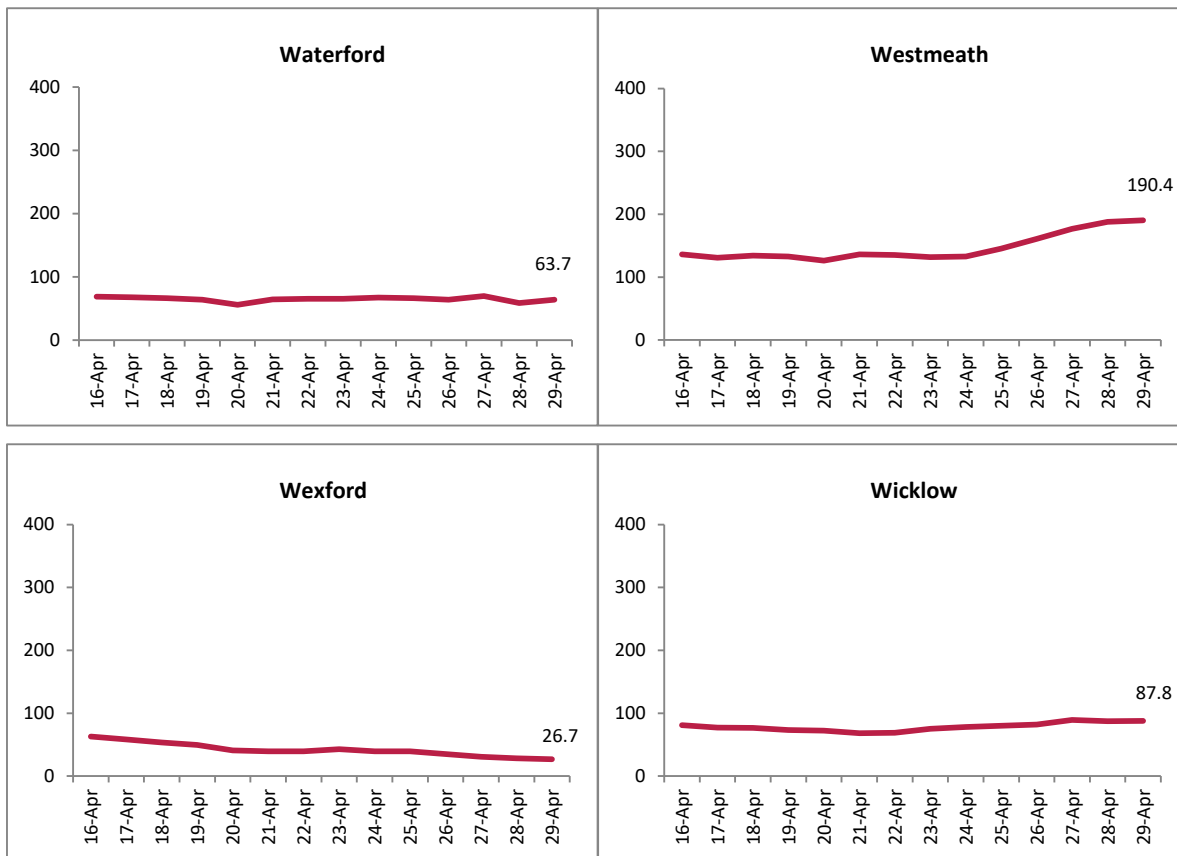 Waterford
400
300
200
100
0
63.7
16-Apr
17-Apr
18-Apr
19-Apr
20-Apr
21-Apr
22-Apr
23-Apr
24-Apr
25-Apr
26-Apr
27-Apr
28-Apr
29-Apr
Westmeath
400
300
200
100
0
190.4
16-Apr
17-Apr
18-Apr
19-Apr
20-Apr
21-Apr
22-Apr
23-Apr
24-Apr
25-Apr
26-Apr
27-Apr
28-Apr
29-Apr
Wexford
400
300
200
100
0
26.7
16-Apr
17-Apr
18-Apr
19-Apr
20-Apr
21-Apr
22-Apr
23-Apr
24-Apr
25-Apr
26-Apr
27-Apr
28-Apr
29-Apr
Wicklow
400
300
200
100
0
87.8
16-Apr
17-Apr
18-Apr
19-Apr
20-Apr
21-Apr
22-Apr
23-Apr
24-Apr
25-Apr
26-Apr
27-Apr
28-Apr
29-Apr